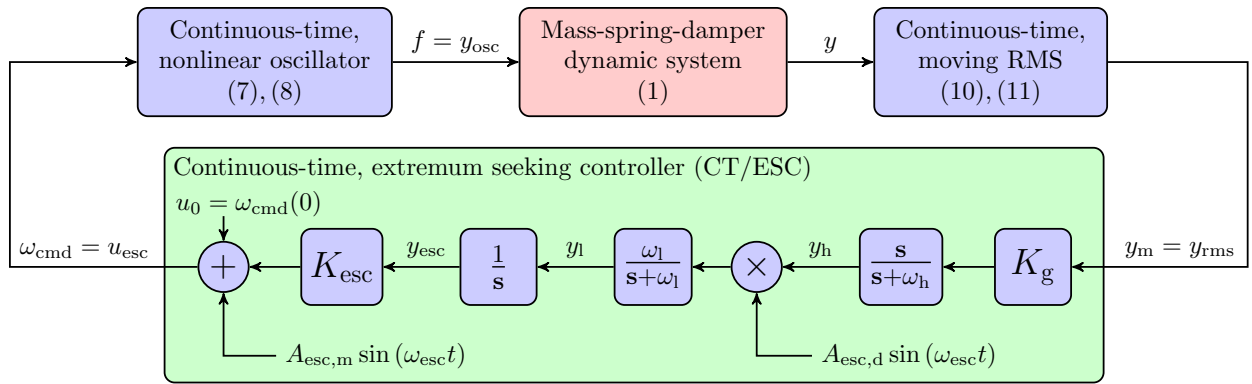 Continuous-time,
nonlinear oscillator
(7), (8)
f = y_osc
Mass-spring-damper
dynamic system
(1)
y
Continuous-time,
moving RMS
(10), (11)
Continuous-time, extremum seeking controller (CT/ESC)
u_0 = ω_cmd(0)
ω_cmd = u_esc
+
K_esc
y_esc
1/s
y_l
ω_l/(s+ω_l)
×
y_h
s/(s+ω_h)
K_g
y_m = y_rms
A_esc,m sin (ω_esc t)
A_esc,d sin (ω_esc t)